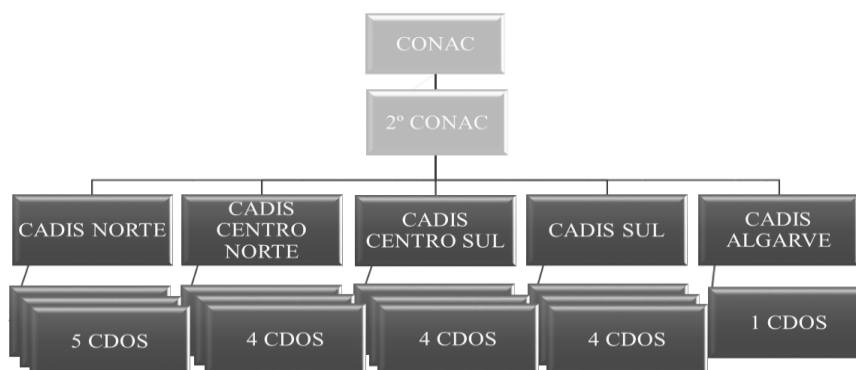 CONAC
2º CONAC
CADIS NORTE
CADIS
CENTRO
NORTE
CADIS
CENTRO SUL
CADIS SUL
CADIS
ALGARVE
5 CDOS
4 CDOS
4 CDOS
4 CDOS
1 CDOS